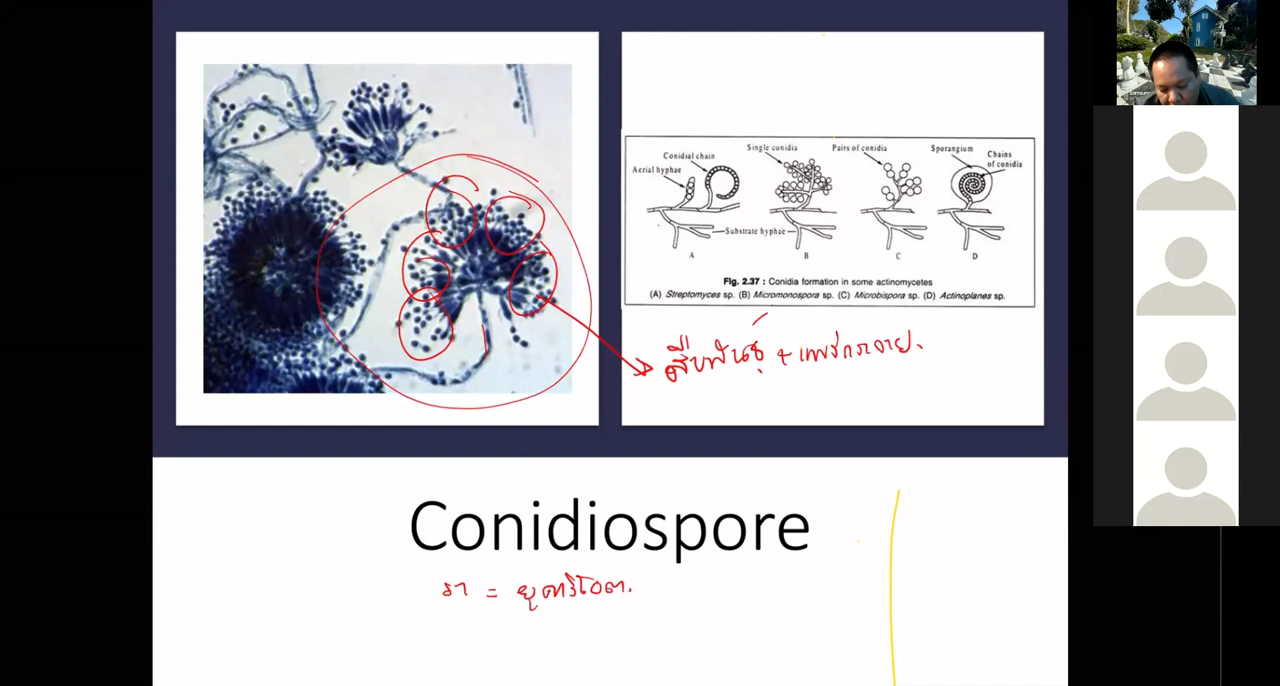 Conidial chain
Aerial hyphae
Single conidia
Pairs of conidia
Sporangium
Chains
of conidia
Substrate hyphae
A
B
C
D
Fig. 2.37 : Conidia formation in some actinomycetes
(A) Streptomyces sp. (B) Micromonospora sp. (C) Microbispora sp. (D) Actinoplanes sp.
สืบพันธุ์ + แพร่กระจาย.
Conidiospore
รา = ยูคาริโอต.